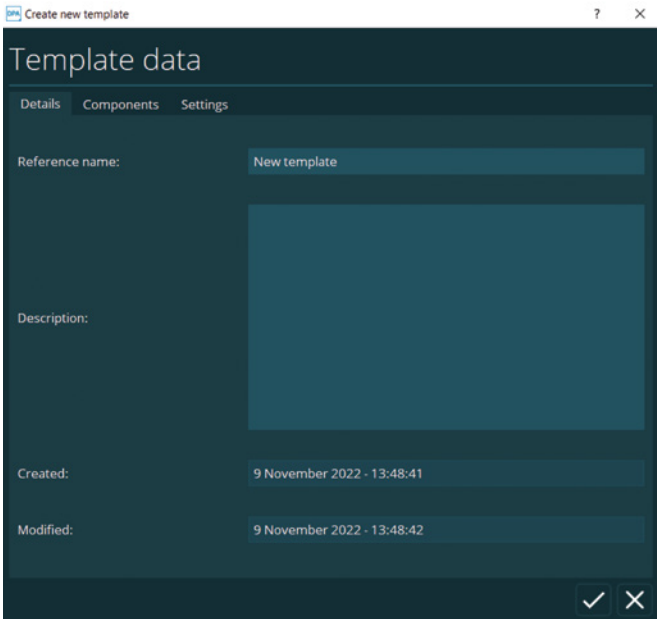 DPA Create new template ?
Template data
Details Components Settings
Reference name: New template
Description:
Created: 9 November 2022 - 13:48:41
Modified: 9 November 2022 - 13:48:42